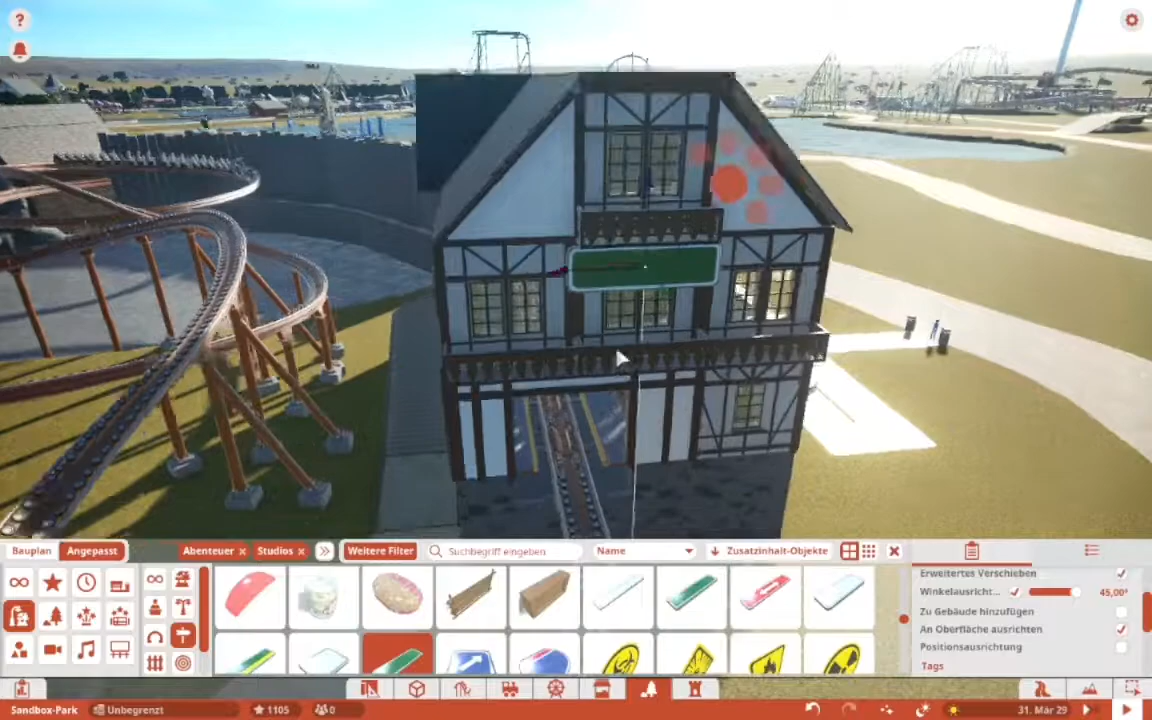 ?
Bauplan
Angepasst ×
Abenteuer ×
Studios ×
Weitere Filter
Suchbegriff eingeben
Name
Zusatzinhalt-Objekte
Erweitertes Verschieben
Winkelausricht...
45,00°
Zu Gebäude hinzufügen
An Oberfläche ausrichten
Positionsausrichtung
Tags
Sandbox-Park
Unbegrenzt
1105
0
31. Mär 29